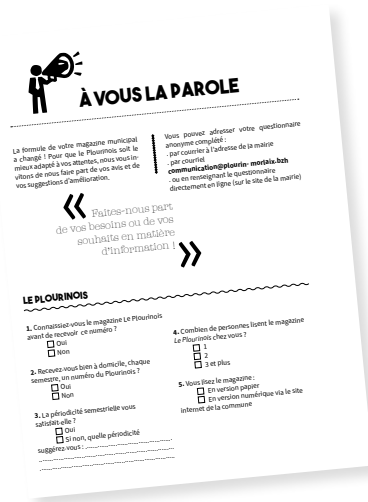 À VOUS LA PAROLE
La formule de votre magazine municipal
a changé ! Pour que le Plourinois soit le
mieux adapté à vos attentes, nous vous in-
vitons de nous faire part de vos avis et de
vos suggestions d'amélioration.
Vous pouvez adresser votre questionnaire
anonyme complété :
. par courrier à l'adresse de la mairie
. par courriel
communication@plourin- morlaix.bzh
. ou en renseignant le questionnaire
directement en ligne (sur le site de la mairie)
« Faites-nous part
de vos besoins ou de vos
souhaits en matière
d'information ! »
LE PLOURINOIS
1. Connaissiez-vous le magazine Le Plourinois
avant de recevoir ce numéro ?
Oui
Non
2. Recevez-vous bien à domicile, chaque
semestre, un numéro du Plourinois ?
Oui
Non
3. La périodicité semestrielle vous
satisfait-elle ?
Oui
Si non, quelle périodicité
suggérez-vous :
4. Combien de personnes lisent le magazine
Le Plourinois chez vous ?
1
2
3 et plus
5. Vous lisez le magazine :
En version papier
En version numérique via le site
internet de la commune